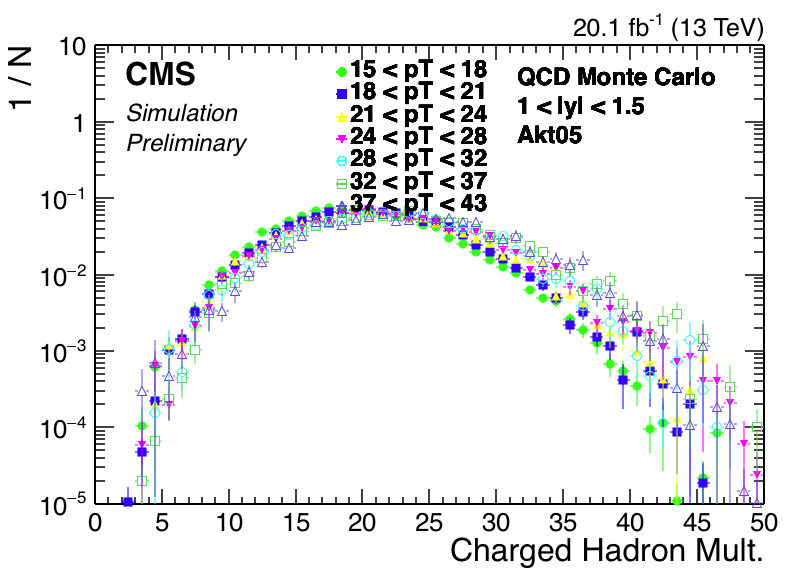 20.1 fb⁻¹ (13 TeV)
1 / N
CMS
Simulation
Preliminary
15 < pT < 18
18 < pT < 21
21 < pT < 24
24 < pT < 28
28 < pT < 32
32 < pT < 37
37 < pT < 43
QCD Monte Carlo
1 < |y| < 1.5
Akt05
10
1
10⁻¹
10⁻²
10⁻³
10⁻⁴
10⁻⁵
0 5 10 15 20 25 30 35 40 45 50
Charged Hadron Mult.